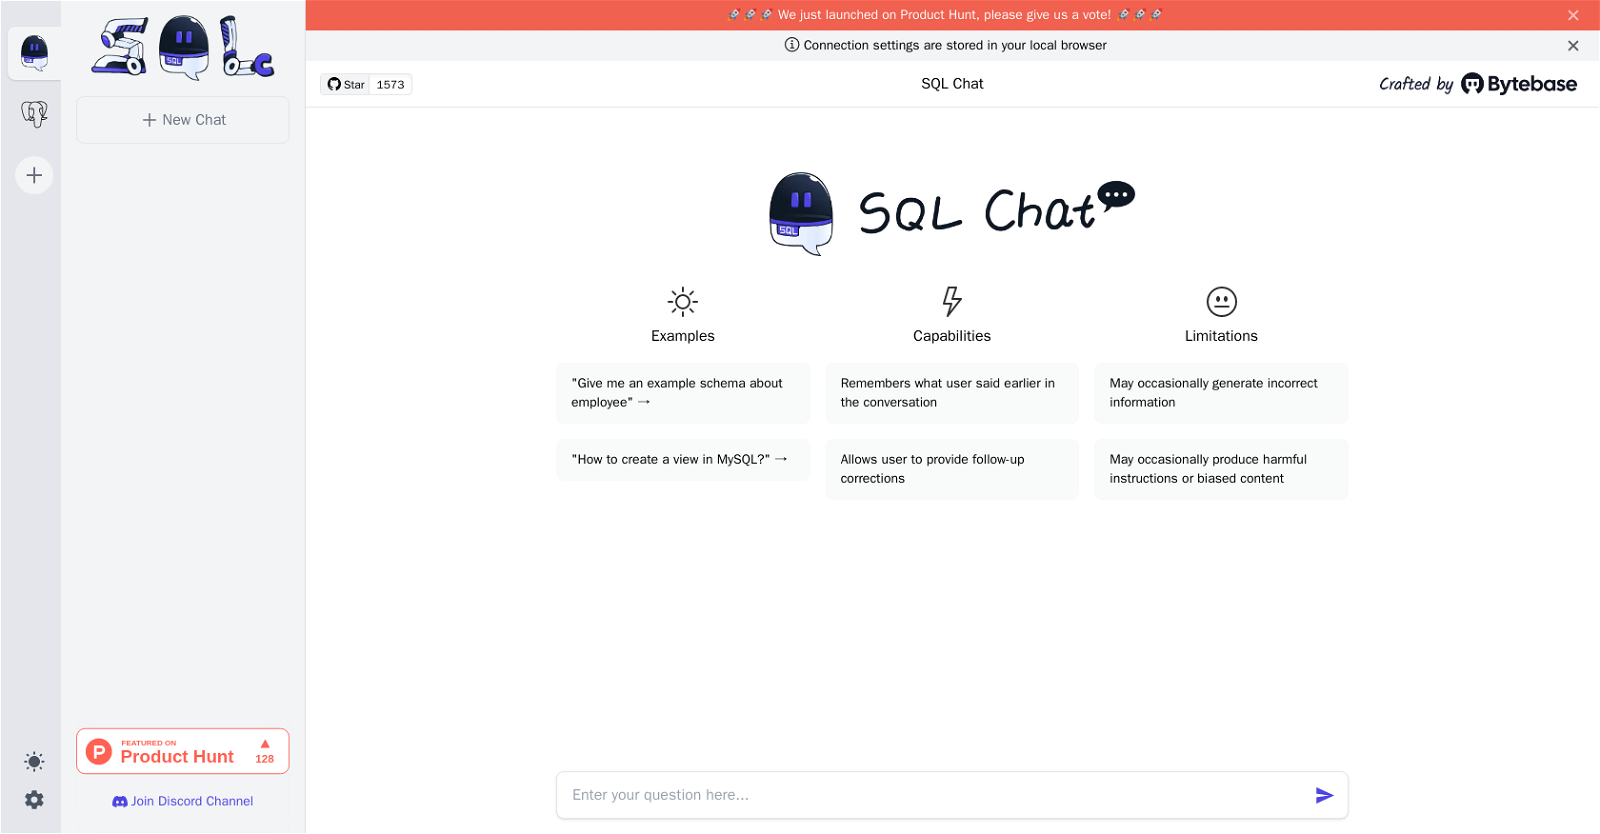 We just launched on Product Hunt, please give us a vote!
Connection settings are stored in your local browser
SQL
New Chat
Star 1573
SQL Chat
Crafted by Bytebase
SQL
SQL Chat
Examples
"Give me an example schema about
employee" →
"How to create a view in MySQL?" →
Capabilities
Remembers what user said earlier in
the conversation
Allows user to provide follow-up
corrections
Limitations
May occasionally generate incorrect
information
May occasionally produce harmful
instructions or biased content
P
FEATURED ON
Product Hunt
128
Join Discord Channel
Enter your question here...